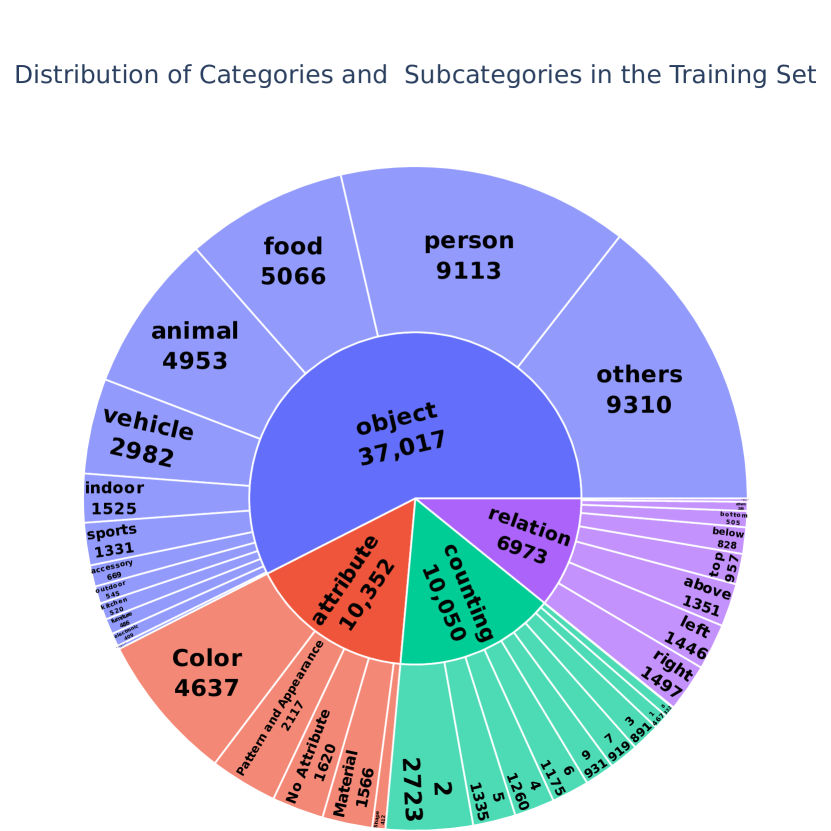 Distribution of Categories and  Subcategories in the Training Set
person
9113
food
5066
others
9310
animal
4953
vehicle
2982
object
37,017
indoor
1525
sports
1331
accessory
669
outdoor
545
kitchen
520
furniture
486
electronic
409
attribute
10,352
counting
10,050
relation
6973
bottom
505
below
828
top
957
above
1351
left
1446
right
1497
Color
4637
Pattern and Appearance
2117
No Attribute
1620
Material
1566
Shape
412
2
2723
5
1335
4
1260
6
1175
9
931
7
919
3
891
1